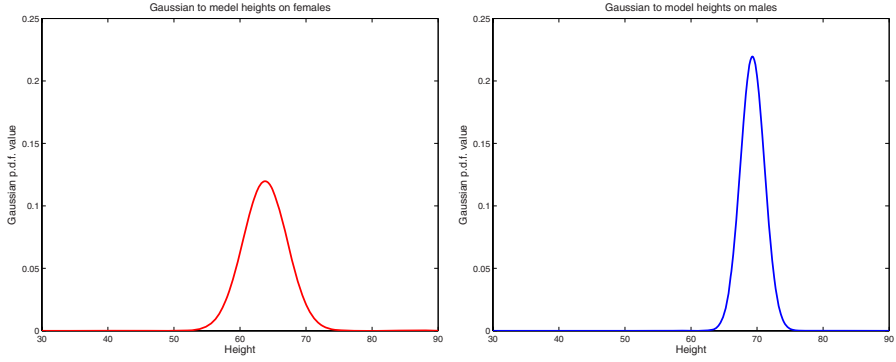 Gaussian to medel heights on females
0.25
0.2
0.15
0.1
0.05
0
Gaussian p.d.f. value
30 40 50 60 70 80 90
Height
Gaussian to model heights on males
0.25
0.2
0.15
0.1
0.05
0
Gaussian p.d.f. value
30 40 50 60 70 80 90
Height